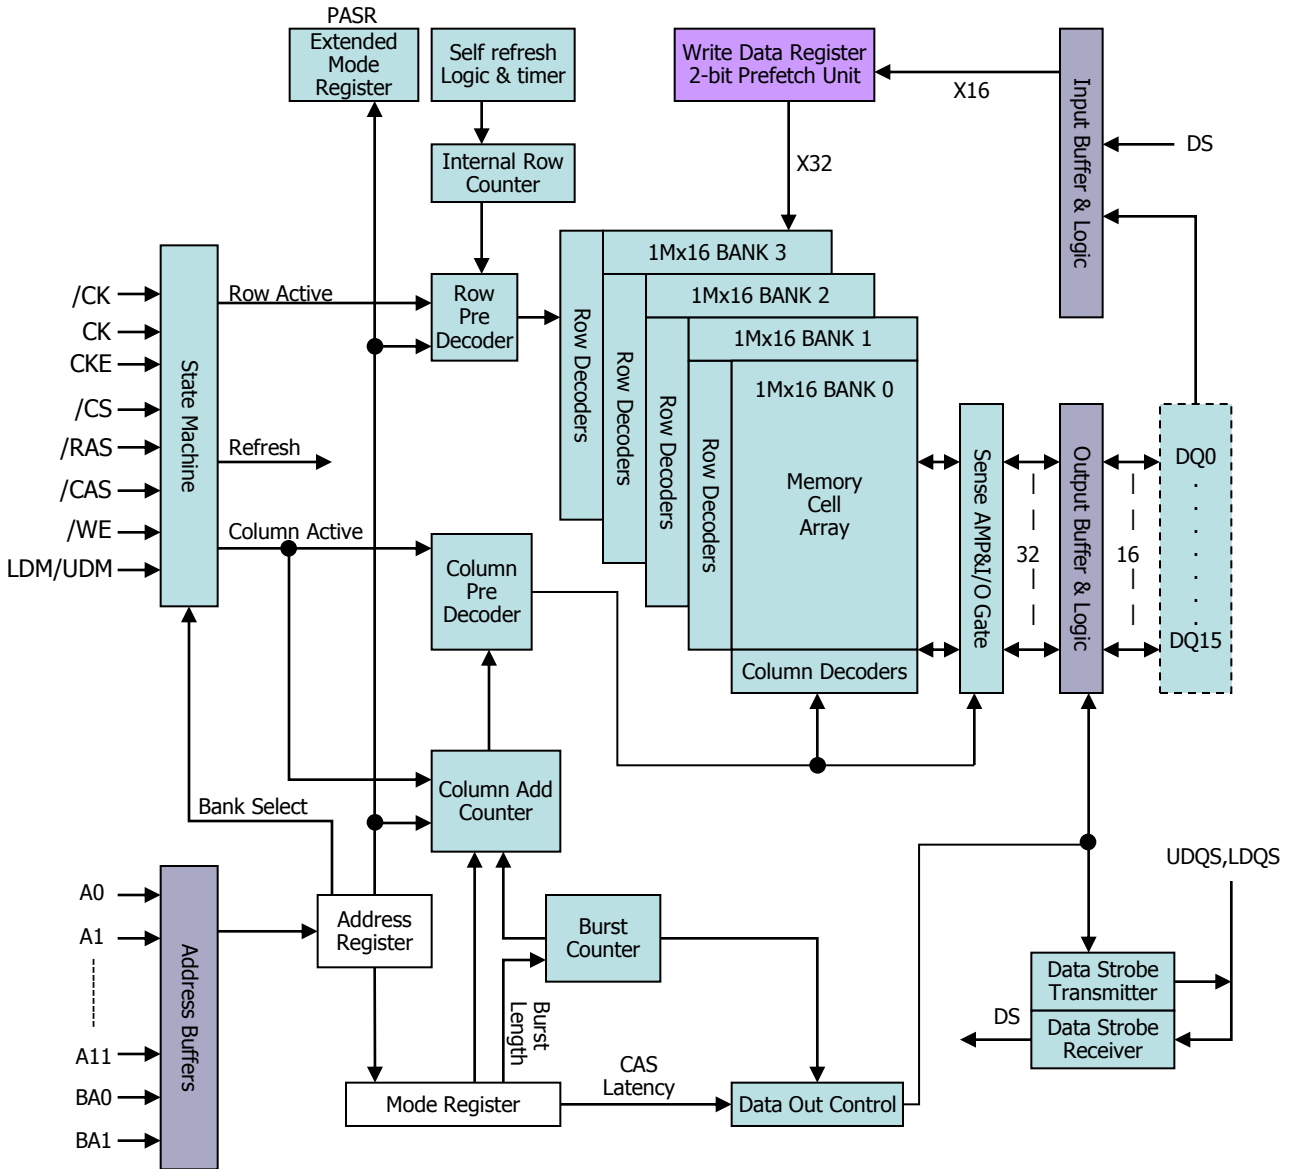 PASR
Extended
Mode
Register
Self refresh
Logic & timer
Write Data Register
2-bit Prefetch Unit
X16
Input Buffer & Logic
DS
Internal Row
Counter
X32
1Mx16 BANK 3
1Mx16 BANK 2
1Mx16 BANK 1
1Mx16 BANK 0
Row Decoders
Row Decoders
Row Decoders
Row Decoders
Memory
Cell
Array
Column Decoders
/CK
CK
CKE
/CS
/RAS
/CAS
/WE
LDM/UDM
State Machine
Row Active
Refresh
Column Active
Row
Pre
Decoder
Column
Pre
Decoder
Sense AMP&I/O Gate
32
Output Buffer & Logic
16
DQ0
.
.
.
.
.
.
DQ15
Column Add
Counter
Bank Select
A0
A1
A11
BA0
BA1
Address Buffers
Address
Register
Burst
Counter
Burst
Length
Mode Register
CAS
Latency
Data Out Control
UDQS,LDQS
Data Strobe
Transmitter
Data Strobe
Receiver
DS